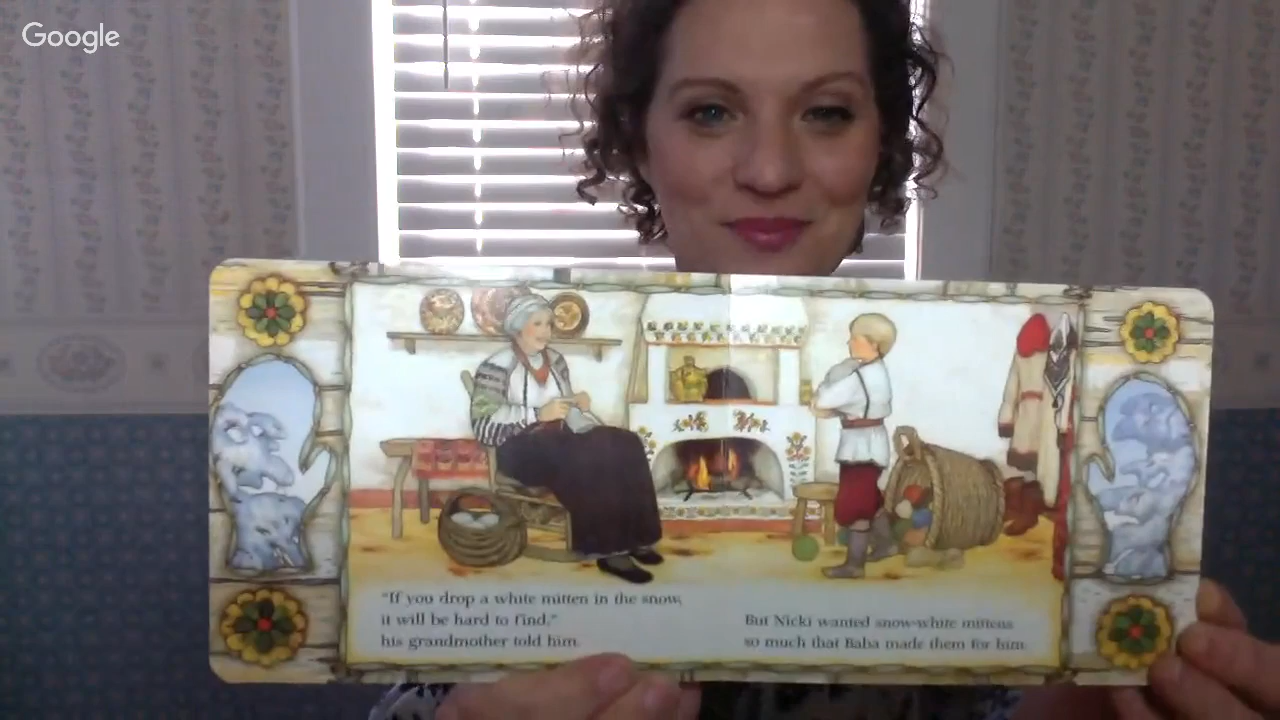 Google
"If you drop a white mitten in the snow,
it will be hard to find,"
his grandmother told him.
But Nicki wanted snow-white mittens
so much that Baba made them for him.